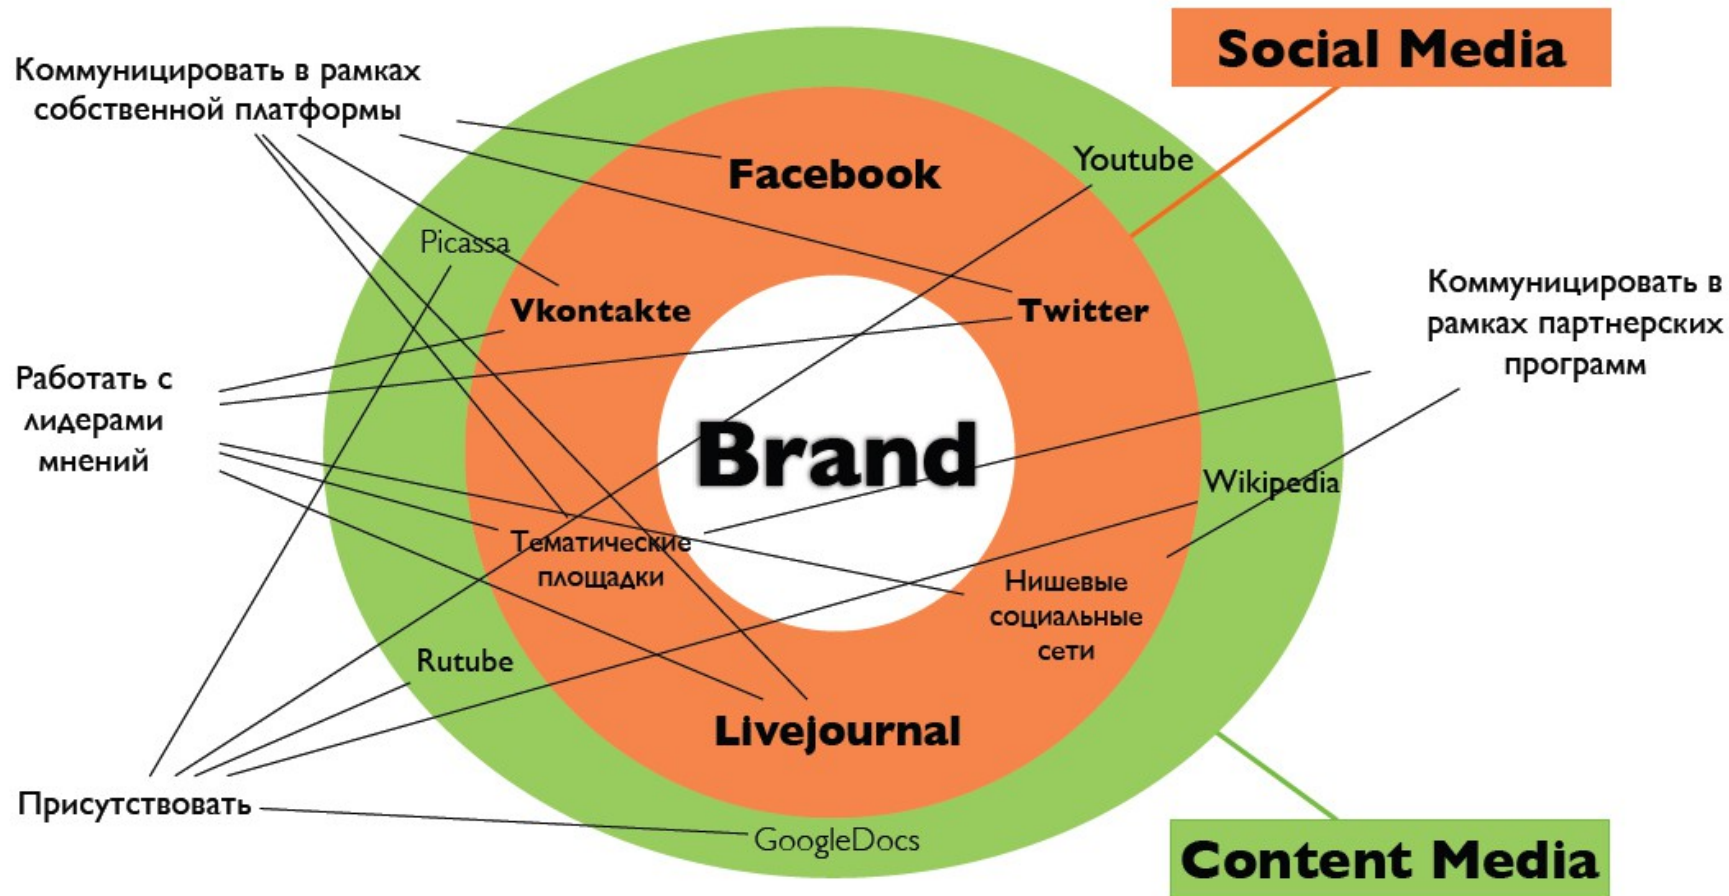 Social Media
Коммуницировать в рамках
собственной платформы
Facebook
Youtube
Picassa
Vkontakte
Twitter
Коммуницировать в
рамках партнерских
программ
Работать с
лидерами
мнений
Brand
Wikipedia
Тематические
площадки
Нишевые
социальные
сети
Rutube
Livejournal
Присутствовать
GoogleDocs
Content Media